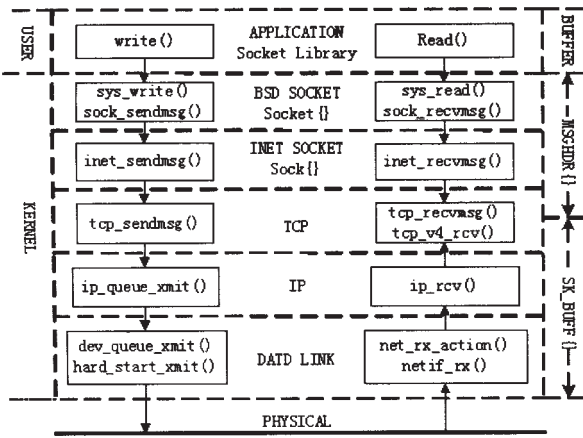 USER
write()
APPLICATION
Socket Library
Read()
BUFFER
sys_write()
sock_sendmsg()
BSD SOCKET
Socket{}
sys_read()
sock_recvmsg()
MSGHDR{}
KERNEL
inet_sendmsg()
INET SOCKET
Sock{}
inet_recvmsg()
tcp_sendmsg()
TCP
tcp_recvmsg()
tcp_v4_rcv()
SK_BUFF{}
ip_queue_xmit()
IP
ip_rcv()
dev_queue_xmit()
hard_start_xmit()
DATD LINK
net_rx_action()
netif_rx()
PHYSICAL